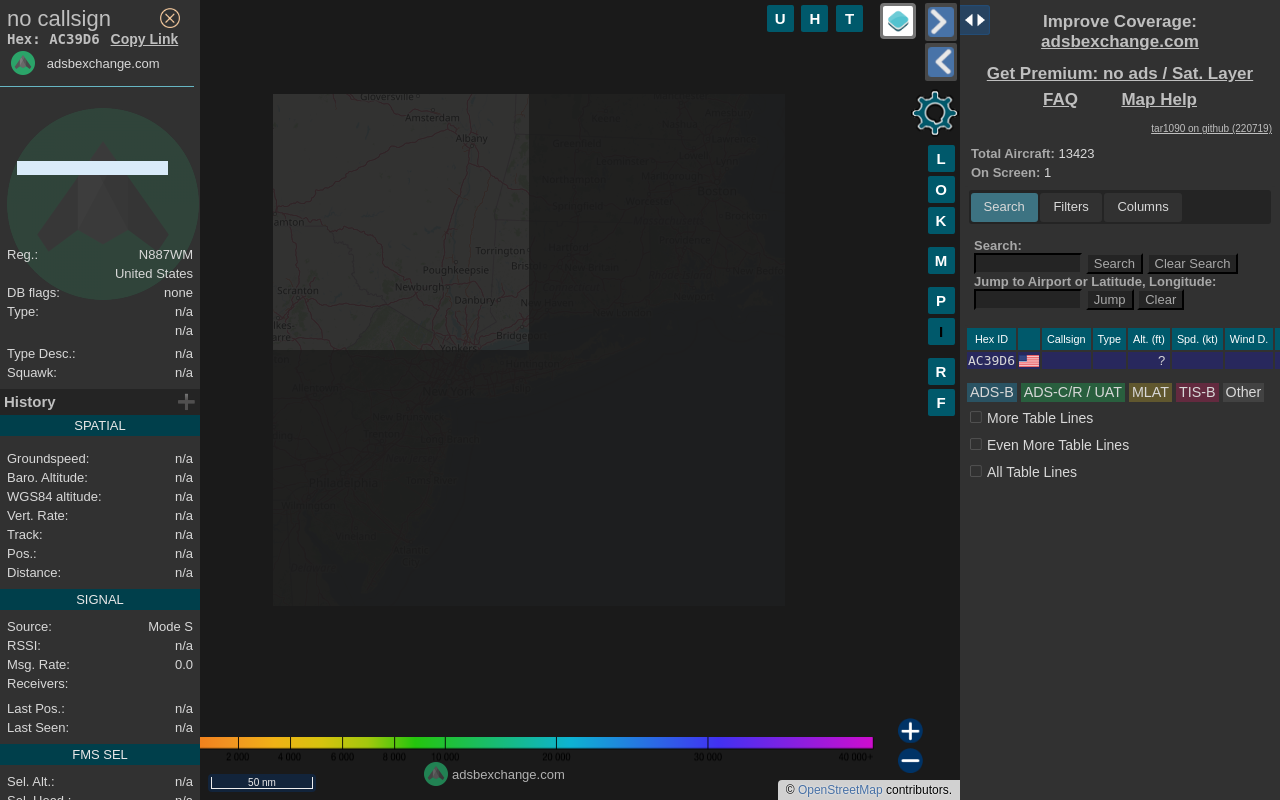 no callsign
Hex: AC39D6 Copy Link
adsbexchange.com
Reg.: N887WM
United States
DB flags: none
Type: n/a
n/a
Type Desc.: n/a
Squawk: n/a
History
SPATIAL
Groundspeed: n/a
Baro. Altitude: n/a
WGS84 altitude: n/a
Vert. Rate: n/a
Track: n/a
Pos.: n/a
Distance: n/a
SIGNAL
Source: Mode S
RSSI: n/a
Msg. Rate: 0.0
Receivers:
Last Pos.: n/a
Last Seen: n/a
FMS SEL
Sel. Alt.: n/a
Sel. Head.: n/a
U H T
L
O
K
M
P
I
R
F
Gloversville
Amsterdam
Albany
Torrington
Poughkeepsie
Newburgh
Scranton
Danbury
Yonkers
2 000 4 000 6 000 8 000 10 000 20 000 30 000 40 000+
adsbexchange.com
50 nm
© OpenStreetMap contributors.
Improve Coverage:
adsbexchange.com
Get Premium: no ads / Sat. Layer
FAQ Map Help
tar1090 on github (220719)
Total Aircraft: 13423
On Screen: 1
Search Filters Columns
Search:
Search Clear Search
Jump to Airport or Latitude, Longitude:
Jump Clear
Hex ID Callsign Type Alt. (ft) Spd. (kt) Wind D.
AC39D6 ?
ADS-B ADS-C/R / UAT MLAT TIS-B Other
More Table Lines
Even More Table Lines
All Table Lines